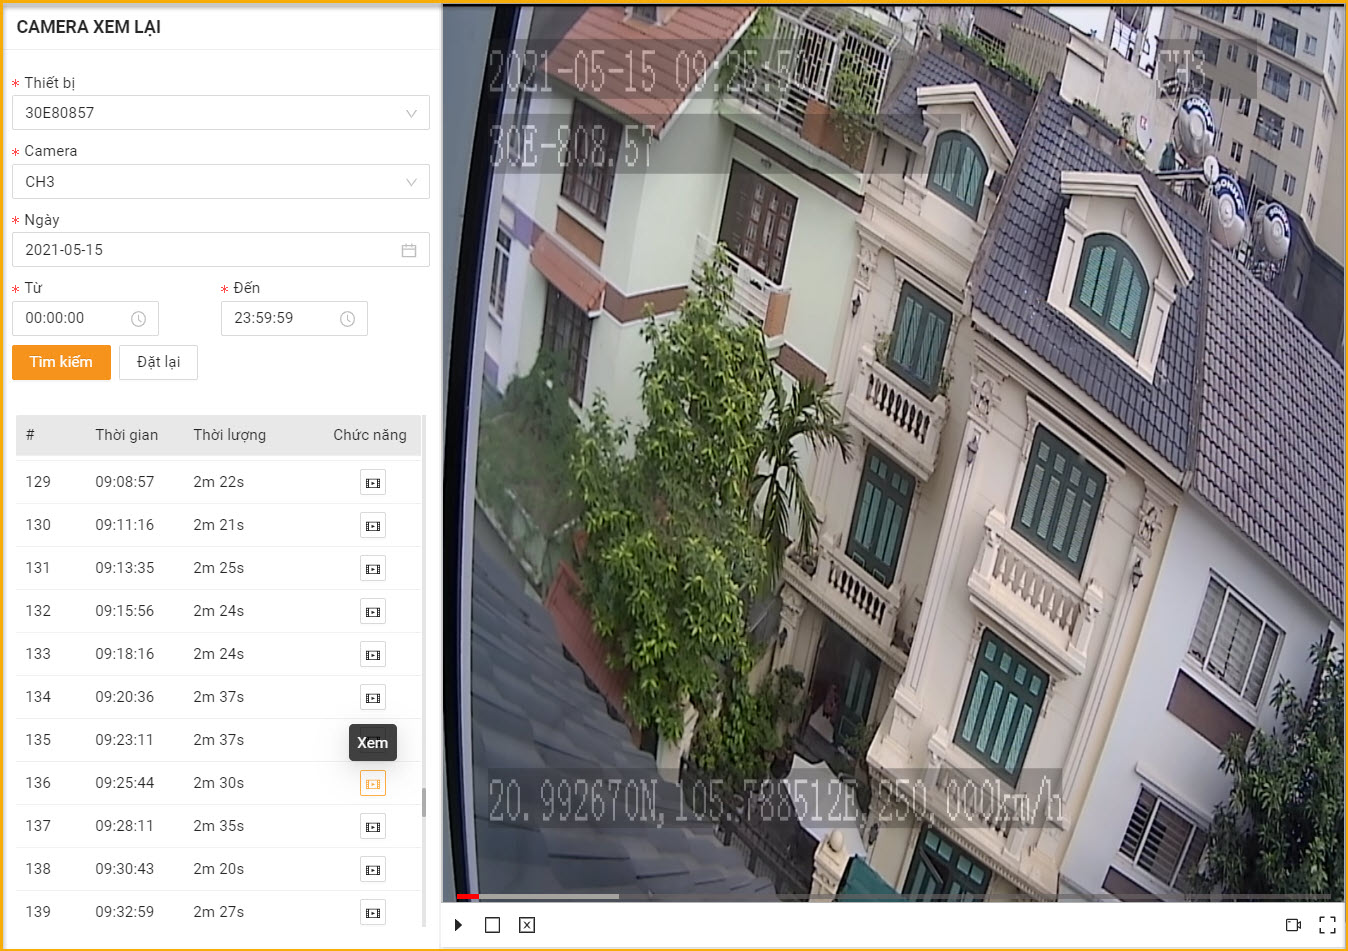 CAMERA XEM LẠI
* Thiết bị
30E80857
* Camera
CH3
* Ngày
2021-05-15
* Từ
* Đến
00:00:00
23:59:59
Tìm kiếm
Đặt lại
# Thời gian Thời lượng Chức năng
129 09:08:57 2m 22s
130 09:11:16 2m 21s
131 09:13:35 2m 25s
132 09:15:56 2m 24s
133 09:18:16 2m 24s
134 09:20:36 2m 37s
135 09:23:11 2m 37s
Xem
136 09:25:44 2m 30s
137 09:28:11 2m 35s
138 09:30:43 2m 20s
139 09:32:59 2m 27s
2021-05-15 09:25:50
CH3
30E-808.57
20.992670N,105.788512E,250,000km/h